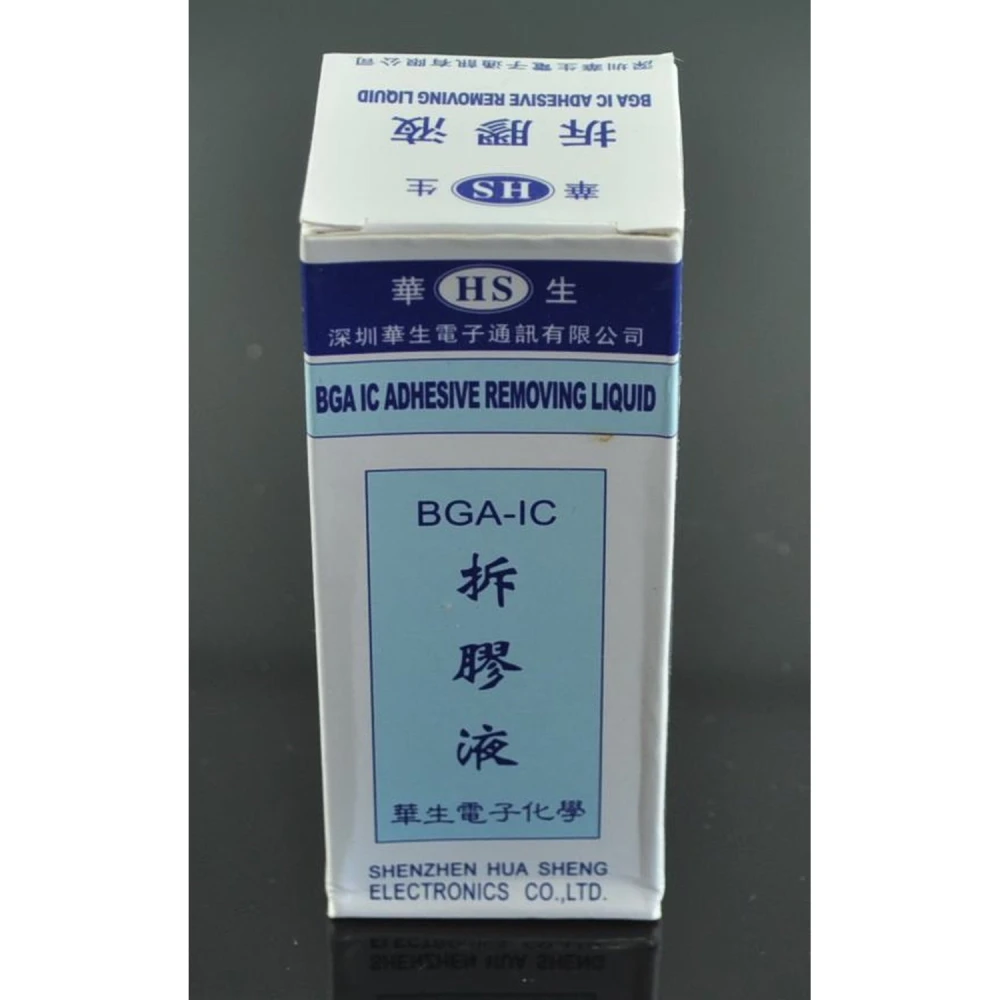 深圳華生電子通訊有限公司
BGA IC ADHESIVE REMOVING LIQUID
拆膠液
華 HS 生
華 HS 生
深圳華生電子通訊有限公司
BGA IC ADHESIVE REMOVING LIQUID
BGA-IC
拆
膠
液
華生電子化學
SHENZHEN HUA SHENG
ELECTRONICS CO.,LTD.